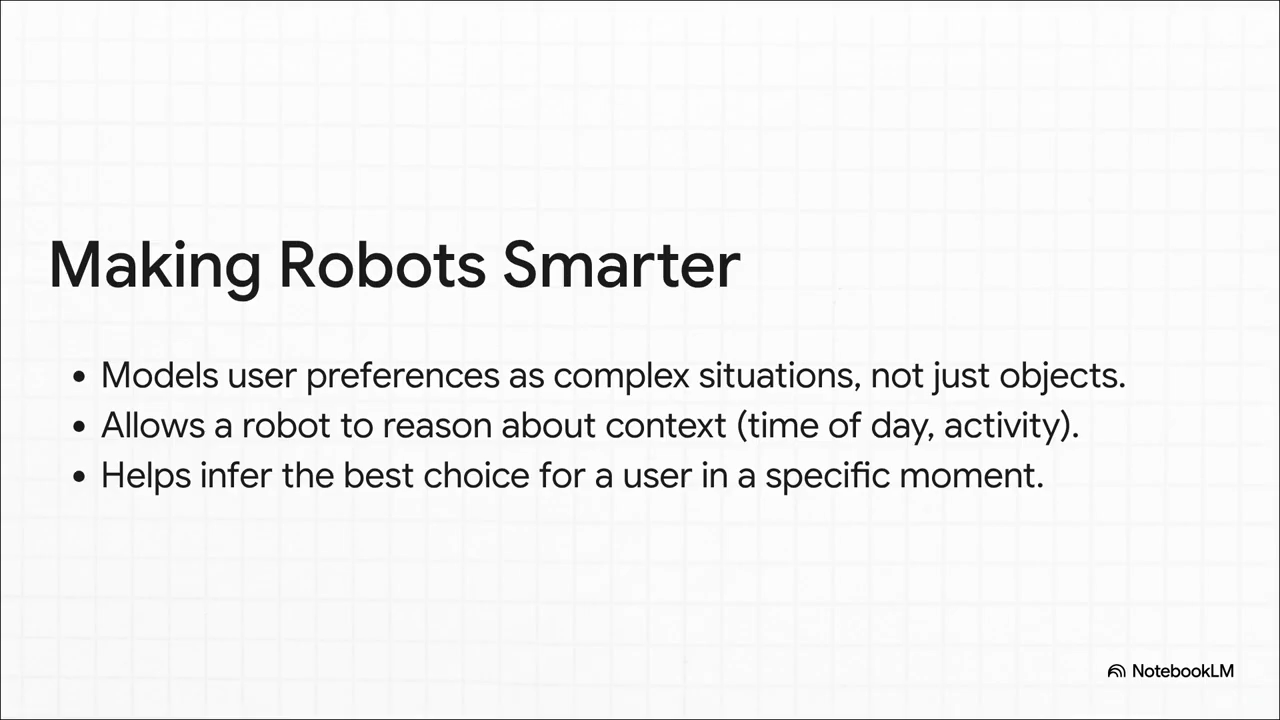 Making Robots Smarter
• Models user preferences as complex situations, not just objects.
• Allows a robot to reason about context (time of day, activity).
• Helps infer the best choice for a user in a specific moment.
NotebookLM